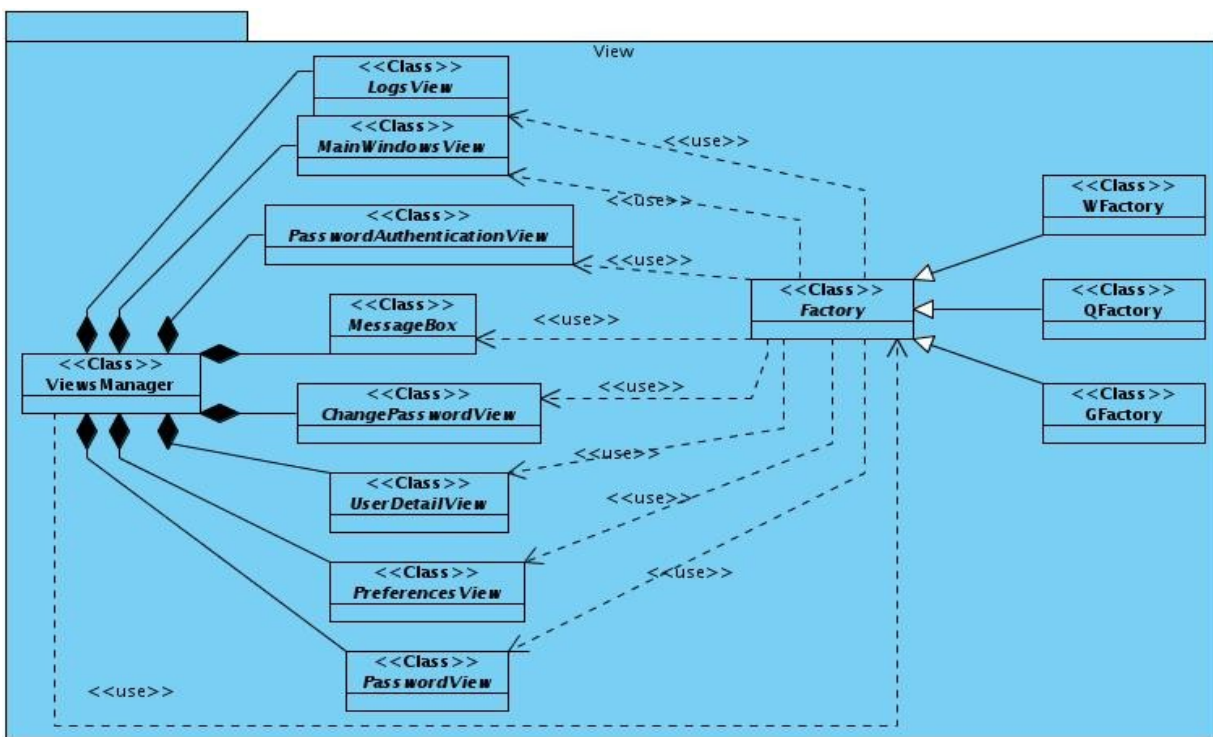 View
<<Class>>
LogsView
<<Class>>
MainWindowsView
<<use>>
<<use>>
<<Class>>
WFactory
<<Class>>
PasswordAuthenticationView
<<use>>
<<Class>>
Factory
<<Class>>
QFactory
<<Class>>
MessageBox
<<use>>
<<Class>>
ViewsManager
<<Class>>
ChangePasswordView
<<use>>
<<Class>>
GFactory
<<use>>
<<Class>>
UserDetailView
<<use>>
<<Class>>
PreferencesView
<<use>>
<<Class>>
PasswordView
<<use>>